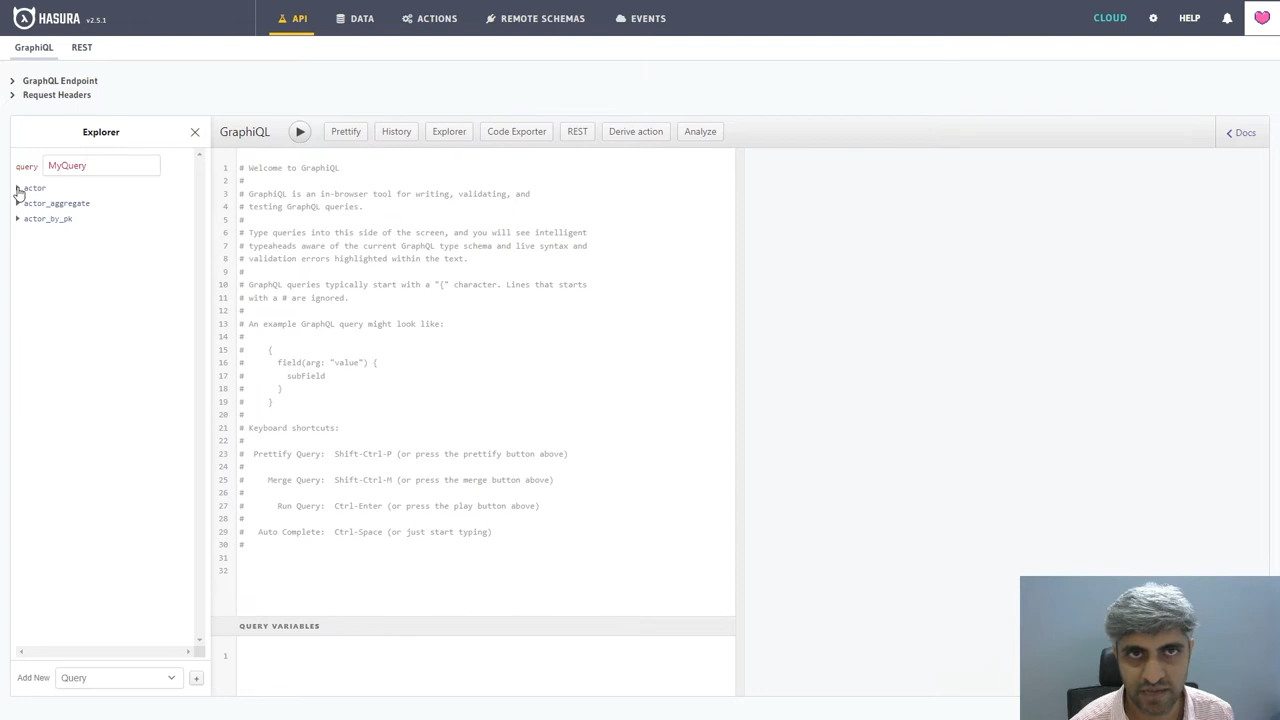 HASURA v2.5.1 API DATA ACTIONS REMOTE SCHEMAS EVENTS CLOUD HELP
GraphiQL REST
GraphQL Endpoint
Request Headers
Explorer
query MyQuery
actor
actor_aggregate
actor_by_pk
Add New Query +
GraphiQL Prettify History Explorer Code Exporter REST Derive action Analyze Docs
1 # Welcome to GraphiQL
2 #
3 # GraphiQL is an in-browser tool for writing, validating, and
4 # testing GraphQL queries.
5 #
6 # Type queries into this side of the screen, and you will see intelligent
7 # typeaheads aware of the current GraphQL type schema and live syntax and
8 # validation errors highlighted within the text.
9 #
10 # GraphQL queries typically start with a "{" character. Lines that starts
11 # with a # are ignored.
12 #
13 # An example GraphQL query might look like:
14 #
15 # {
16 # field(arg: "value") {
17 # subField
18 # }
19 # }
20 #
21 # Keyboard shortcuts:
22 #
23 # Prettify Query: Shift-Ctrl-P (or press the prettify button above)
24 #
25 # Merge Query: Shift-Ctrl-M (or press the merge button above)
26 #
27 # Run Query: Ctrl-Enter (or press the play button above)
28 #
29 # Auto Complete: Ctrl-Space (or just start typing)
30 #
31
32
QUERY VARIABLES
1